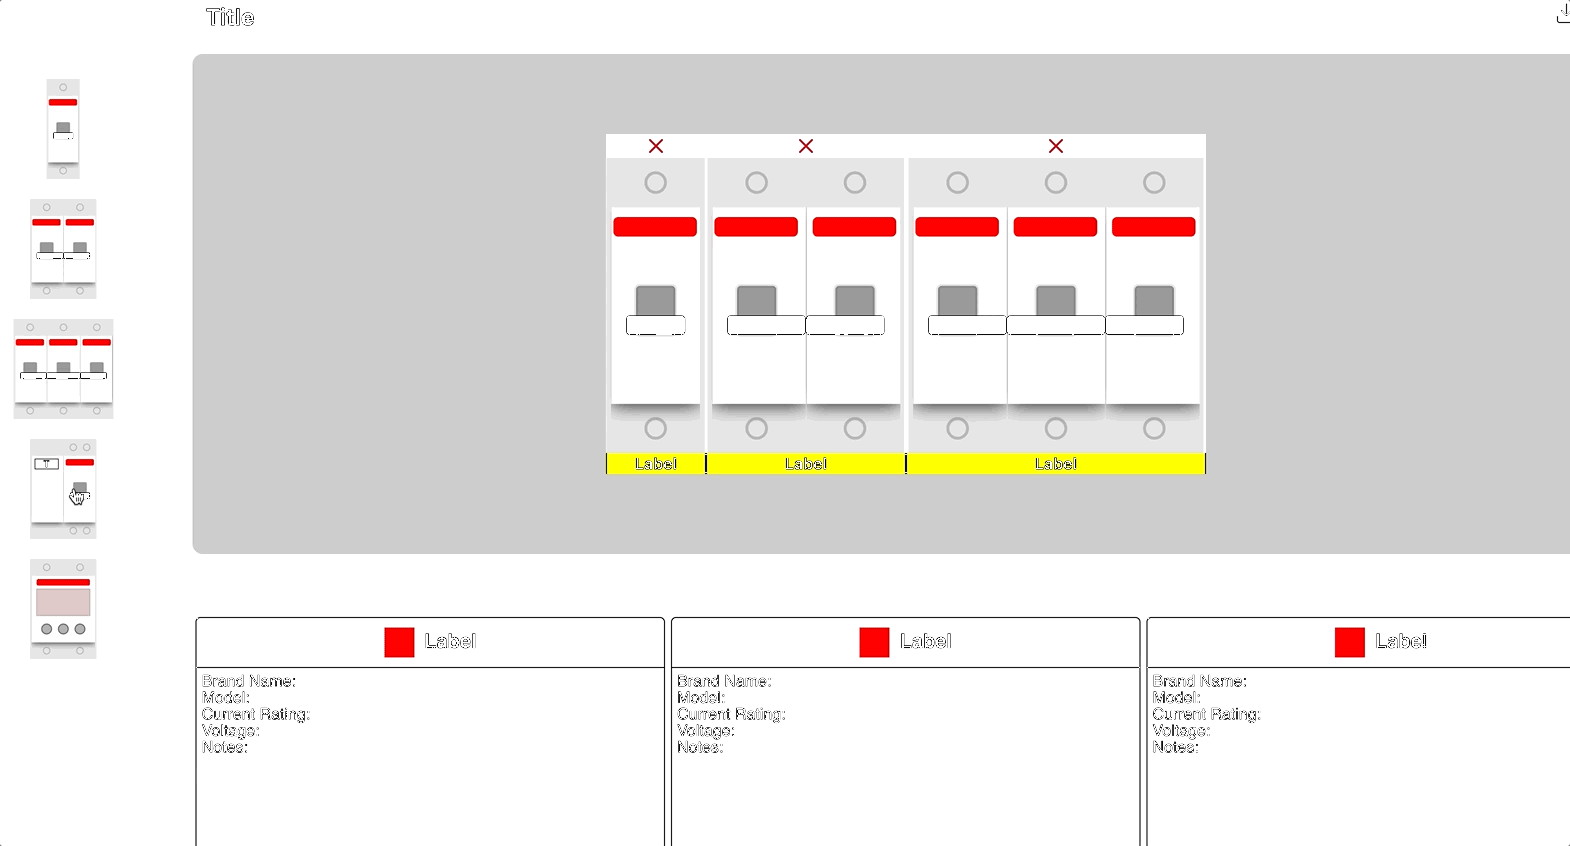 Title
T
Label Label Label
Label Label Label
Brand Name: Brand Name: Brand Name:
Model: Model: Model:
Current Rating: Current Rating: Current Rating:
Voltage: Voltage: Voltage:
Notes: Notes: Notes: